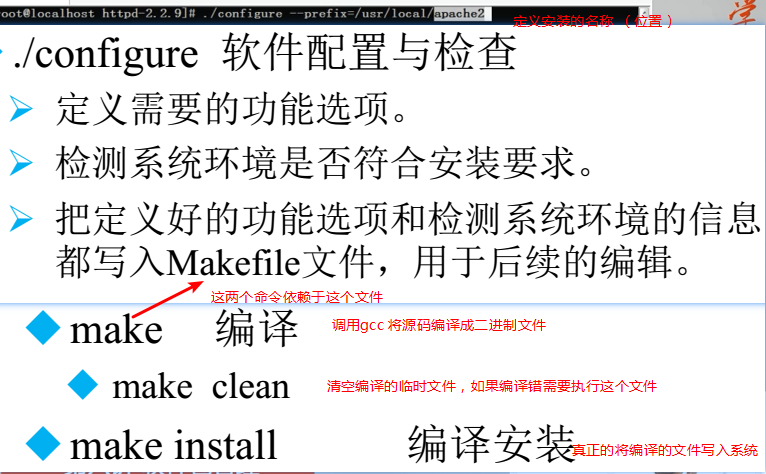 root@localhost httpd-2.2.9]# ./configure --prefix=/usr/local/apache2
定义安装的名称 （位置）
./configure 软件配置与检查
定义需要的功能选项。
检测系统环境是否符合安装要求。
把定义好的功能选项和检测系统环境的信息
都写入Makefile文件，用于后续的编辑。
这两个命令依赖于这个文件
make 编译
调用gcc 将源码编译成二进制文件
make clean
清空编译的临时文件，如果编译错需要执行这个文件
make install 编译安装
真正的将编译的文件写入系统